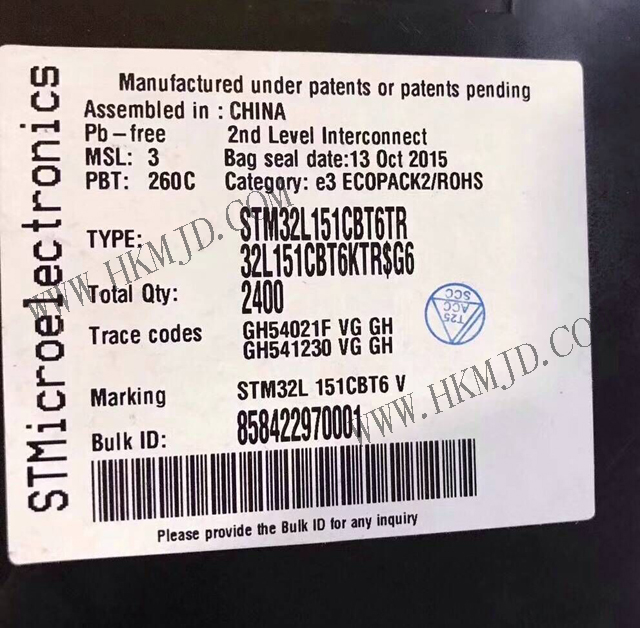 STMicroelectronics
Manufactured under patents or patents pending
Assembled in : CHINA
Pb-free 2nd Level Interconnect
MSL: 3 Bag seal date:13 Oct 2015
PBT: 260C Category: e3 ECOPACK2/ROHS
TYPE: STM32L151CBT6TR
32L151CBT6KTR$G6
Total Qty: 2400
Trace codes GH54021F VG GH
GH541230 VG GH
Marking STM32L 151CBT6 V
Bulk ID: 858422970001
Please provide the Bulk ID for any inquiry
T25
ACC
SCC
WWW.HKMJD.COM
WWW.HKMJD.COM